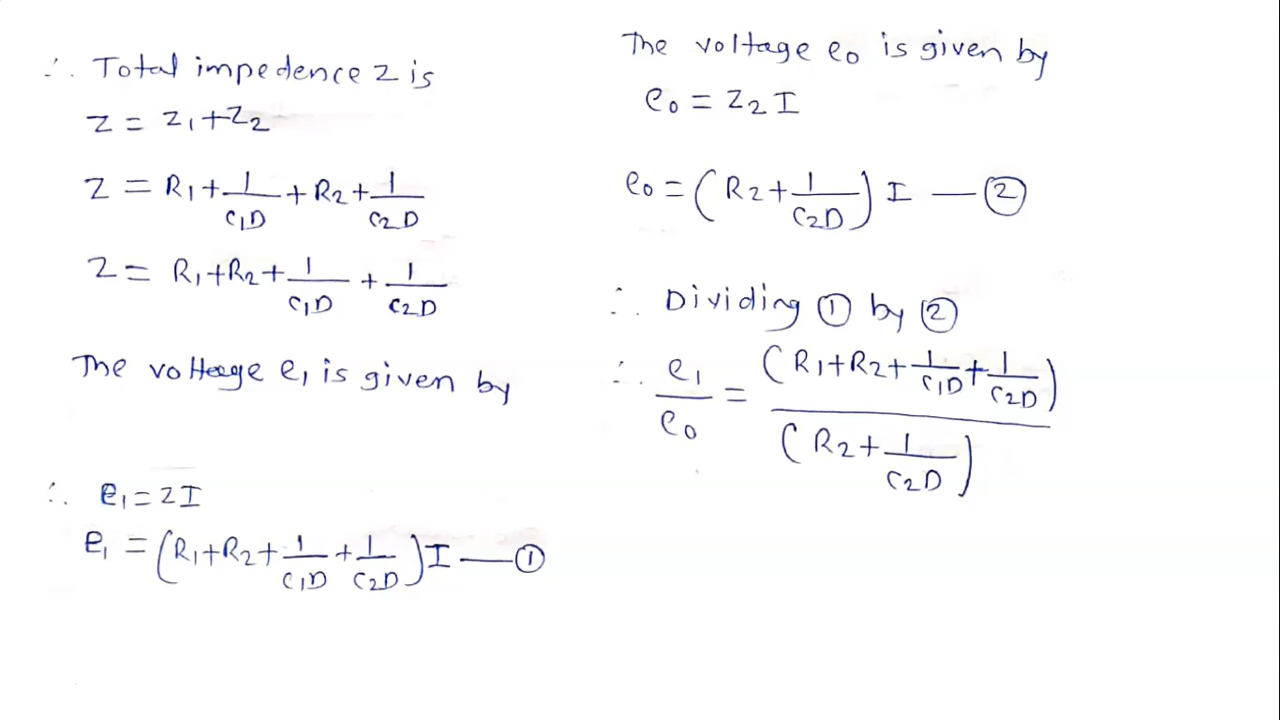 ∴ Total impedence Z is
Z = Z₁+Z₂
Z = R₁ + 1/C₁D + R₂ + 1/C₂D
Z = R₁+R₂ + 1/C₁D + 1/C₂D
The voltage e₁ is given by
∴ e₁ = ZI
e₁ = (R₁+R₂+ 1/C₁D + 1/C₂D) I — ①
The voltage e₀ is given by
e₀ = Z₂ I
e₀ = (R₂ + 1/C₂D) I — ②
∴ Dividing ① by ②
∴ e₁/e₀ = (R₁+R₂+ 1/C₁D + 1/C₂D) / (R₂ + 1/C₂D)